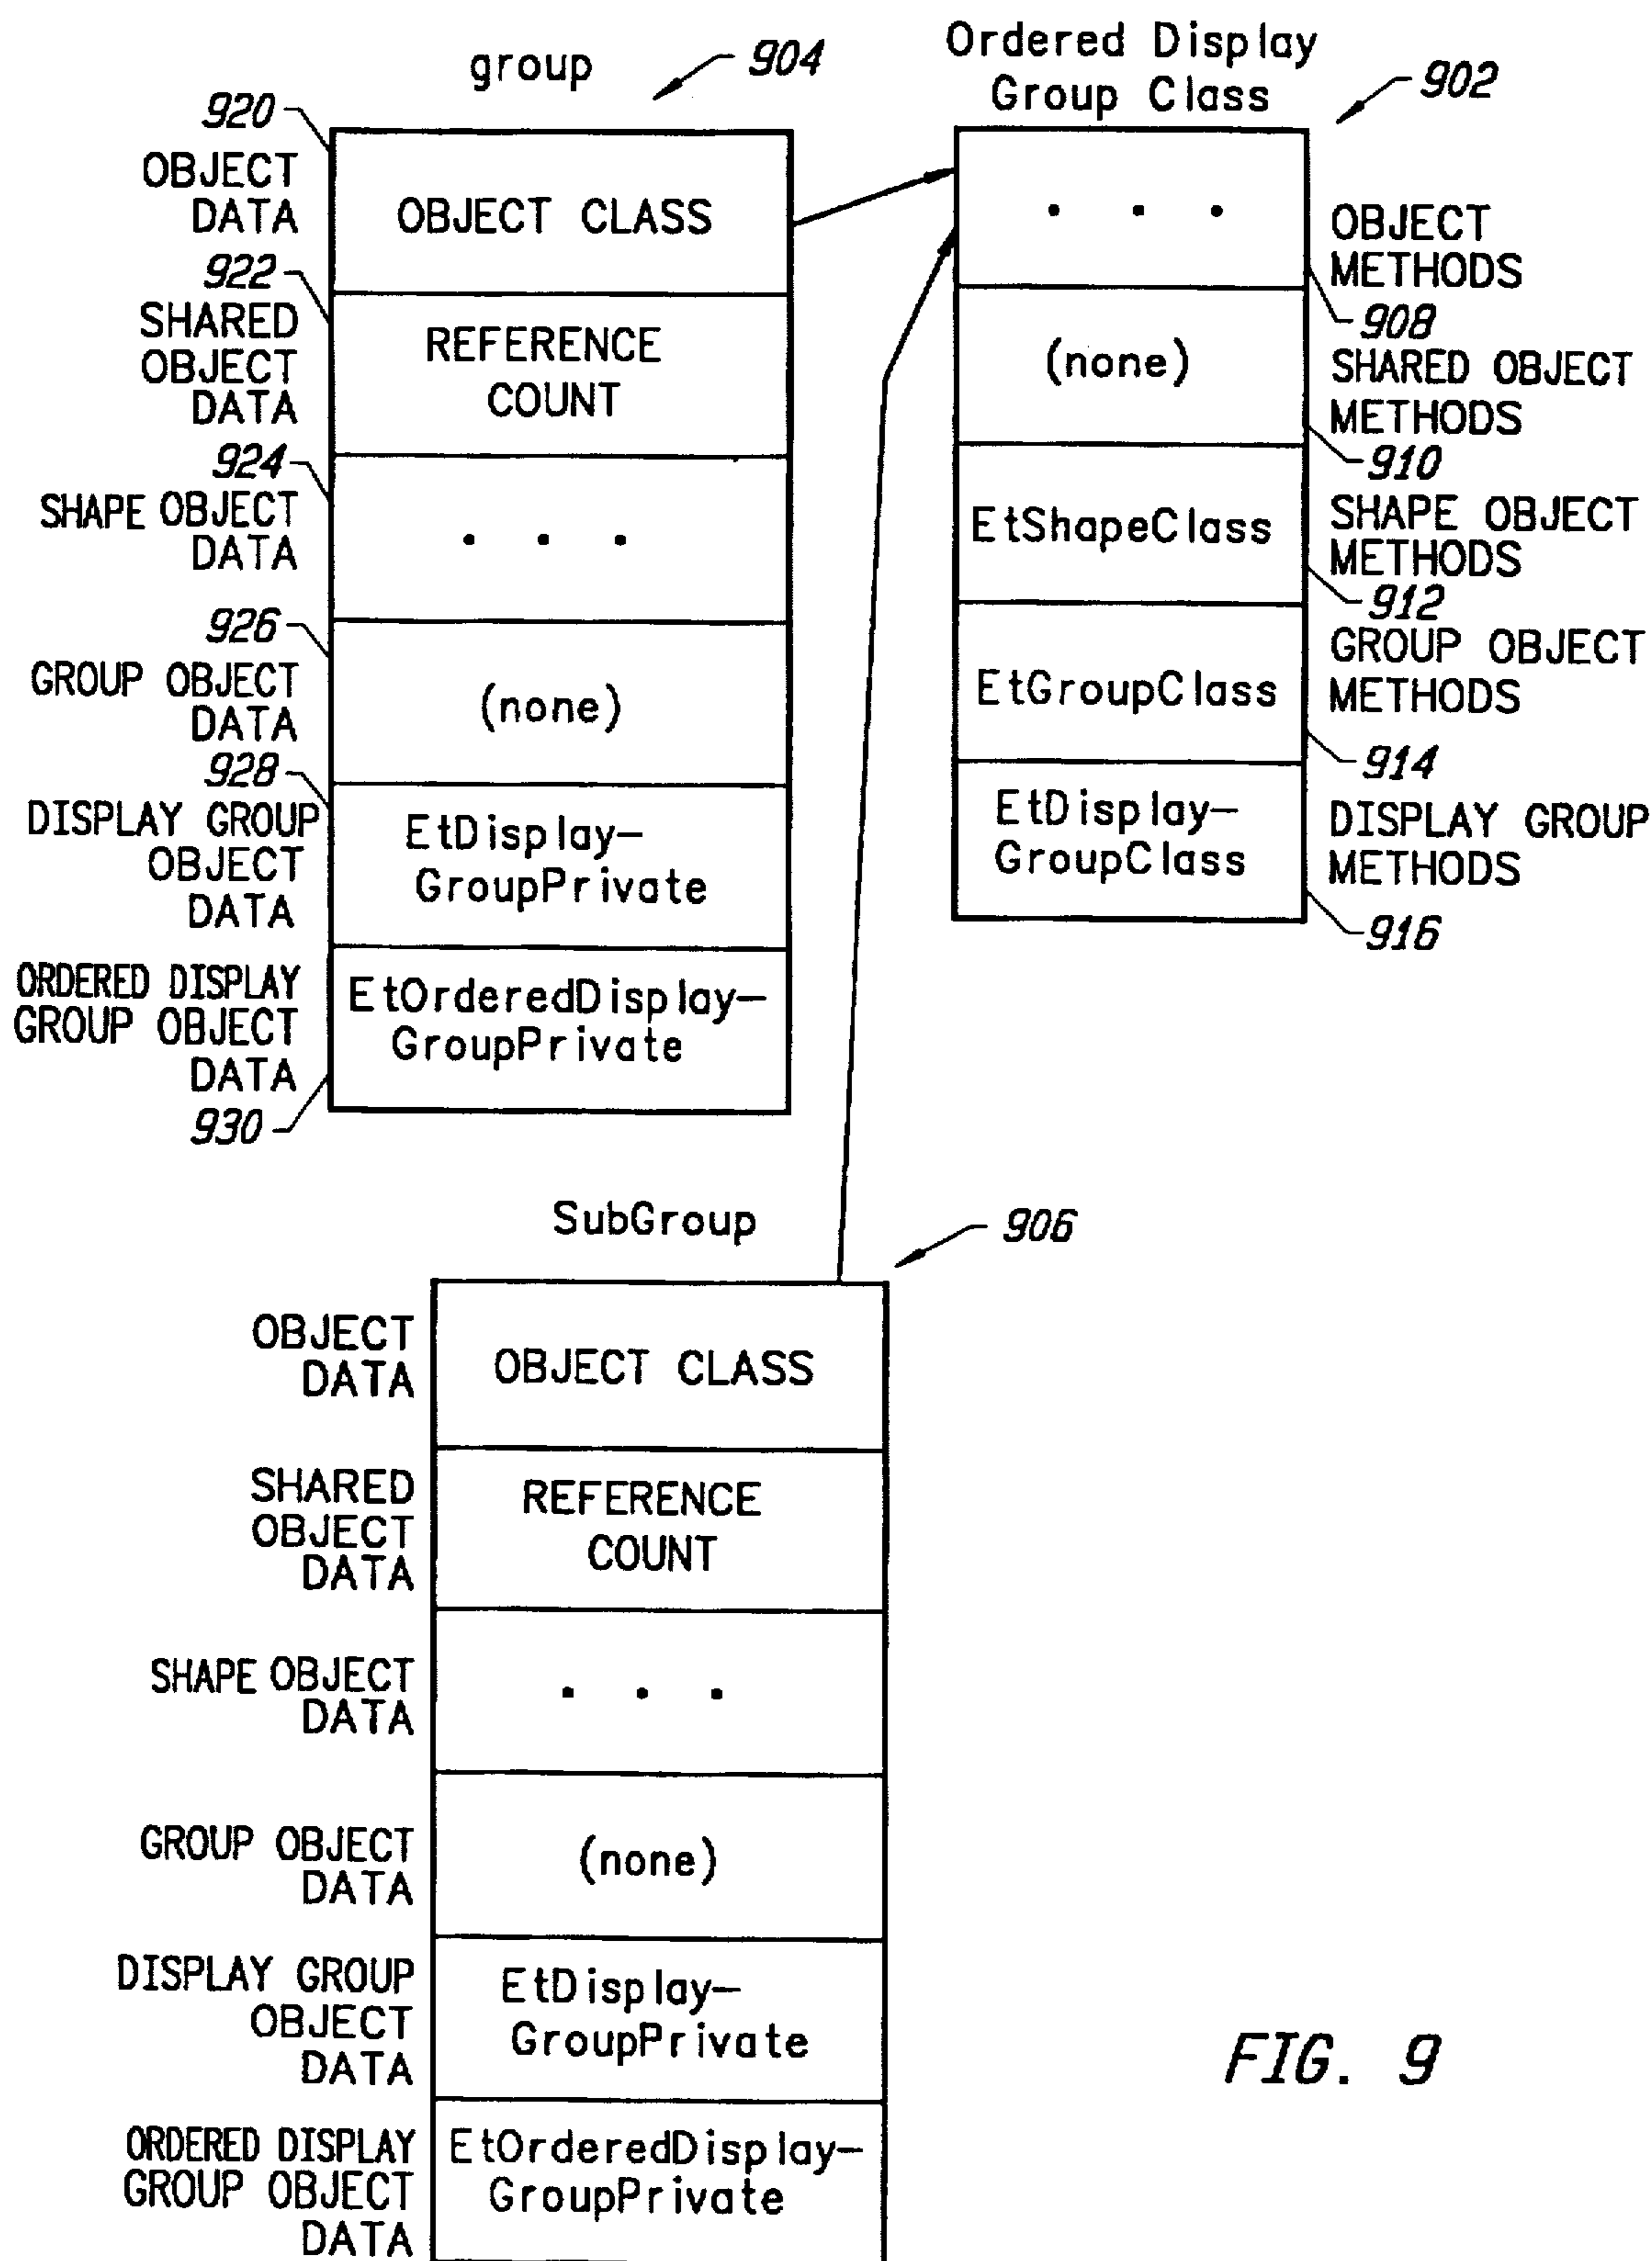 group
904
920
OBJECT
DATA
OBJECT CLASS
922
SHARED
OBJECT
DATA
REFERENCE
COUNT
924
SHAPE OBJECT
DATA
. . .
926
GROUP OBJECT
DATA
(none)
928
DISPLAY GROUP
OBJECT
DATA
EtDisplay-
GroupPrivate
ORDERED DISPLAY
GROUP OBJECT
DATA
EtOrderedDisplay-
GroupPrivate
930
Ordered Display
Group Class
902
. . .
OBJECT
METHODS
908
(none)
SHARED OBJECT
METHODS
910
EtShapeClass
SHAPE OBJECT
METHODS
912
EtGroupClass
GROUP OBJECT
METHODS
914
EtDisplay-
GroupClass
DISPLAY GROUP
METHODS
916
SubGroup
906
OBJECT
DATA
OBJECT CLASS
SHARED
OBJECT
DATA
REFERENCE
COUNT
SHAPE OBJECT
DATA
. . .
GROUP OBJECT
DATA
(none)
DISPLAY GROUP
OBJECT
DATA
EtDisplay-
GroupPrivate
ORDERED DISPLAY
GROUP OBJECT
DATA
EtOrderedDisplay-
GroupPrivate
FIG. 9